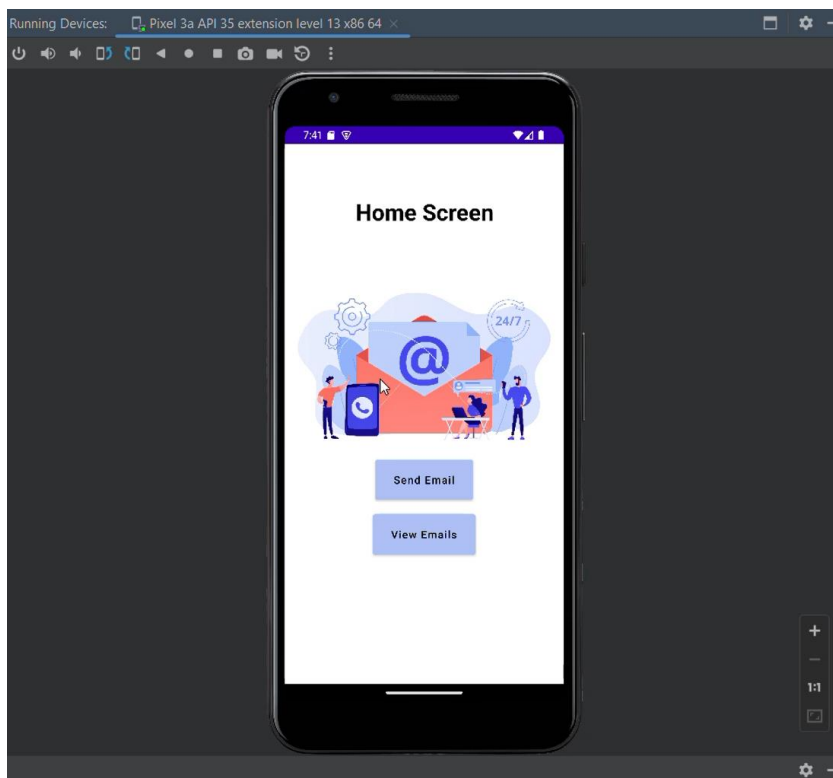 Running Devices: Pixel 3a API 35 extension level 13 x86 64
7:41
Home Screen
24/7
@
Send Email
View Emails
1:1